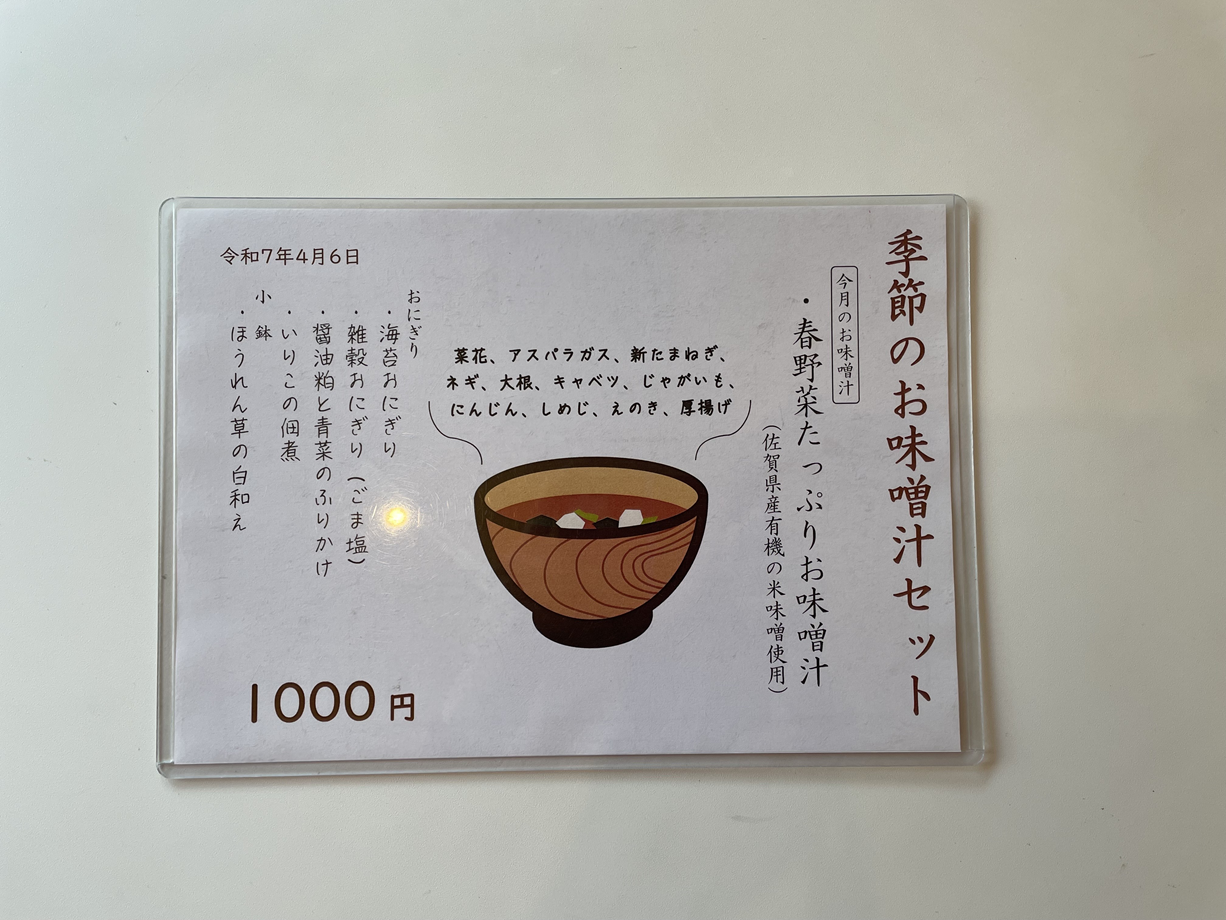 季節のお味噌汁セット
今月のお味噌汁
・春野菜たっぷりお味噌汁
(佐賀県産有機の米味噌使用)
菜花、アスパラガス、新たまねぎ、
ネギ、大根、キャベツ、じゃがいも、
にんじん、しめじ、えのき、厚揚げ
おにぎり
・海苔おにぎり
・雑穀おにぎり(ごま塩)
・醤油粕と青菜のふりかけ
・いりこの佃煮
小鉢
・ほうれん草の白和え
令和7年4月6日
1000円